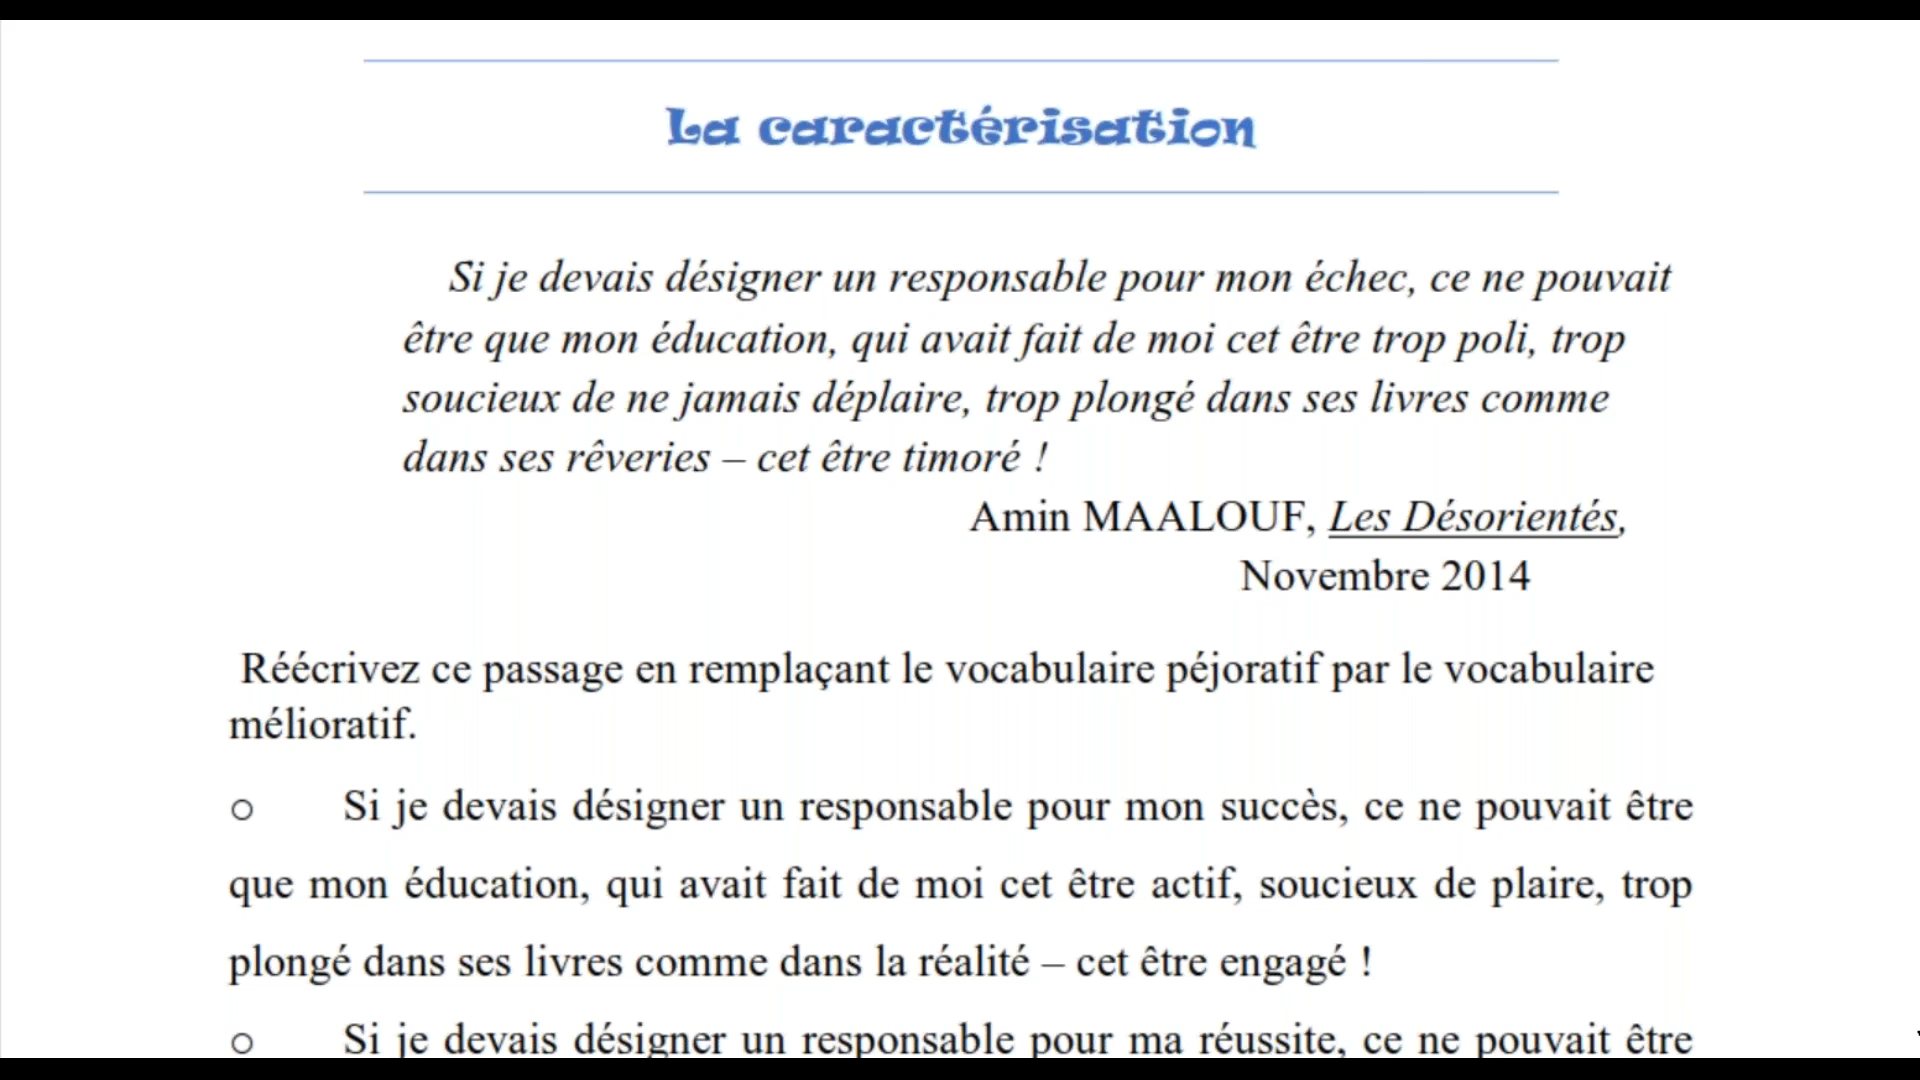 La caractérisation
Si je devais désigner un responsable pour mon échec, ce ne pouvait
être que mon éducation, qui avait fait de moi cet être trop poli, trop
soucieux de ne jamais déplaire, trop plongé dans ses livres comme
dans ses rêveries – cet être timoré !
Amin MAALOUF, Les Désorientés,
Novembre 2014
Réécrivez ce passage en remplaçant le vocabulaire péjoratif par le vocabulaire
mélioratif.
o Si je devais désigner un responsable pour mon succès, ce ne pouvait être
que mon éducation, qui avait fait de moi cet être actif, soucieux de plaire, trop
plongé dans ses livres comme dans la réalité – cet être engagé !
o Si je devais désigner un responsable pour ma réussite, ce ne pouvait être